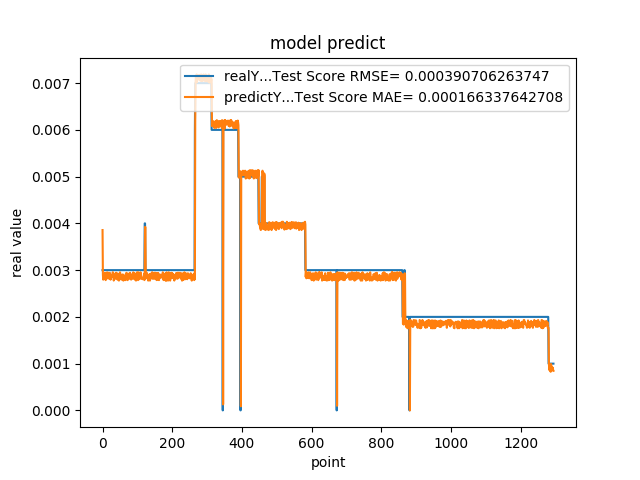 model predict
realY...Test Score RMSE= 0.000390706263747
predictY...Test Score MAE= 0.000166337642708
real value
0.007
0.006
0.005
0.004
0.003
0.002
0.001
0.000
0 200 400 600 800 1000 1200
point